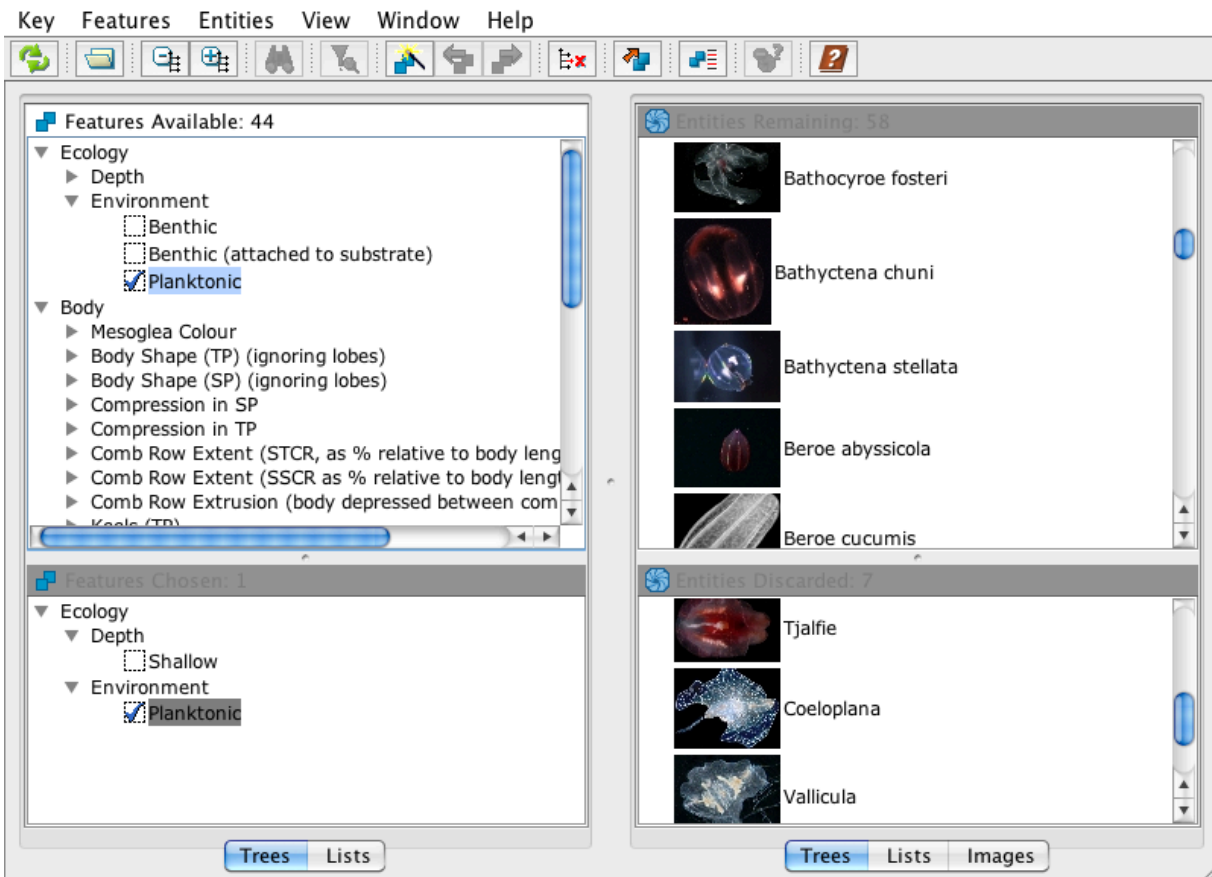 Key Features Entities View Window Help
Features Available: 44
Ecology
Depth
Environment
Benthic
Benthic (attached to substrate)
Planktonic
Body
Mesoglea Colour
Body Shape (TP) (ignoring lobes)
Body Shape (SP) (ignoring lobes)
Compression in SP
Compression in TP
Comb Row Extent (STCR, as % relative to body leng
Comb Row Extent (SSCR as % relative to body lengt
Comb Row Extrusion (body depressed between com
Keels (TP)
Features Chosen: 1
Ecology
Depth
Shallow
Environment
Planktonic
Trees Lists
Entities Remaining: 58
Bathocyroe fosteri
Bathyctena chuni
Bathyctena stellata
Beroe abyssicola
Beroe cucumis
Entities Discarded: 7
Tjalfie
Coeloplana
Vallicula
Trees Lists Images